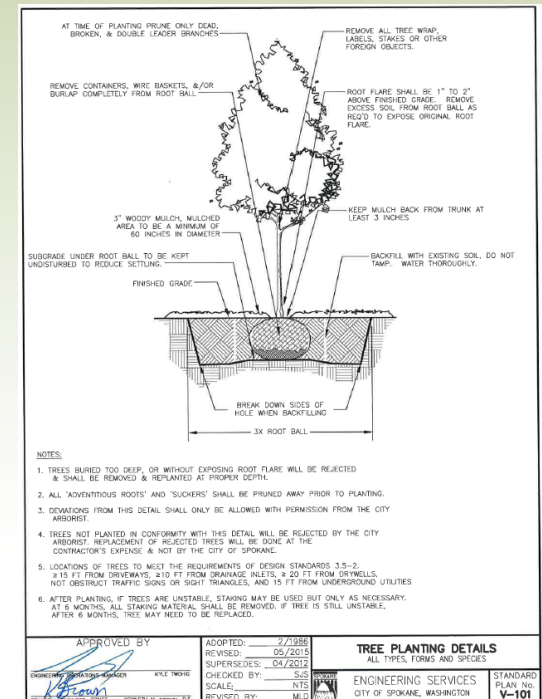 AT TIME OF PLANTING PRUNE ONLY DEAD,
BROKEN, & DOUBLE LEADER BRANCHES
REMOVE ALL TREE WRAP,
LABELS, STAKES OR OTHER
FOREIGN OBJECTS.
REMOVE CONTAINERS, WIRE BASKETS, &/OR
BURLAP COMPLETELY FROM ROOT BALL
ROOT FLARE SHALL BE 1" TO 2"
ABOVE FINISHED GRADE. REMOVE
EXCESS SOIL FROM ROOT BALL AS
REQ'D TO EXPOSE ORIGINAL ROOT
FLARE.
KEEP MULCH BACK FROM TRUNK AT
LEAST 3 INCHES
3" WOODY MULCH, MULCHED
AREA TO BE A MINIMUM OF
60 INCHES IN DIAMETER
SUBGRADE UNDER ROOT BALL TO BE KEPT
UNDISTURBED TO REDUCE SETTLING.
BACKFILL WITH EXISTING SOIL, DO NOT
TAMP. WATER THOROUGHLY.
FINISHED GRADE
BREAK DOWN SIDES OF
HOLE WHEN BACKFILLING
3X ROOT BALL
NOTES:
1. TREES BURIED TOO DEEP, OR WITHOUT EXPOSING ROOT FLARE WILL BE REJECTED
& SHALL BE REMOVED & REPLANTED AT PROPER DEPTH.
2. ALL 'ADVENTITIOUS ROOTS' AND 'SUCKERS' SHALL BE PRUNED AWAY PRIOR TO PLANTING.
3. DEVIATIONS FROM THIS DETAIL SHALL ONLY BE ALLOWED WITH PERMISSION FROM THE CITY
ARBORIST.
4. TREES NOT PLANTED IN CONFORMITY WITH THIS DETAIL WILL BE REJECTED BY THE CITY
ARBORIST. REPLACEMENT OF REJECTED TREES WILL BE DONE AT THE
CONTRACTOR'S EXPENSE & NOT BY THE CITY OF SPOKANE.
5. LOCATIONS OF TREES TO MEET THE REQUIREMENTS OF DESIGN STANDARDS 3.5-2.
≥15 FT FROM DRIVEWAYS, ≥10 FT FROM DRAINAGE INLETS, ≥ 20 FT FROM DRYWELLS,
NOT OBSTRUCT TRAFFIC SIGNS OR SIGHT TRIANGLES, AND 15 FT FROM UNDERGROUND UTILITIES
6. AFTER PLANTING, IF TREES ARE UNSTABLE, STAKING MAY BE USED BUT ONLY AS NECESSARY.
AT 6 MONTHS, ALL STAKING MATERIAL SHALL BE REMOVED. IF TREE IS STILL UNSTABLE,
AFTER 6 MONTHS, TREE MAY NEED TO BE REPLACED.
APPROVED BY
ENGINEERING OPERATIONS MANAGER KYLE TWOHIG
K Brown
ADOPTED: 2/1986
REVISED: 05/2015
SUPERSEDES: 04/2012
CHECKED BY: SJS
SCALE: NTS
REVISED BY: MLD
TREE PLANTING DETAILS
ALL TYPES, FORMS AND SPECIES
ENGINEERING SERVICES
CITY OF SPOKANE, WASHINGTON
STANDARD
PLAN No.
V-101